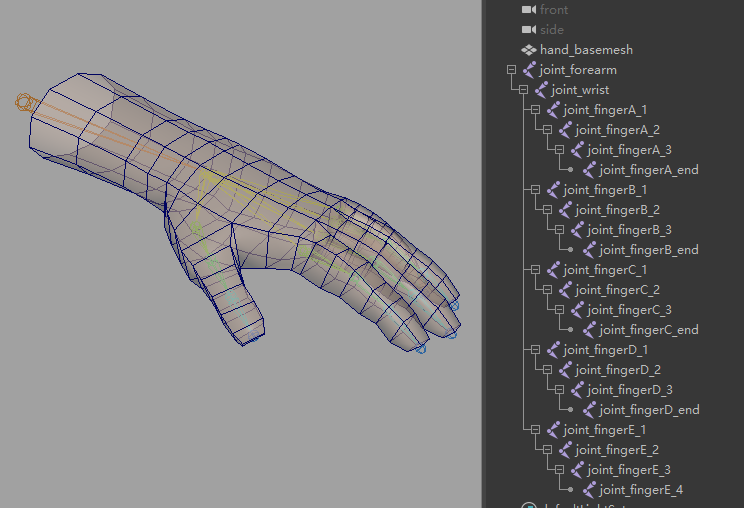 front
side
hand_basemesh
joint_forearm
joint_wrist
joint_fingerA_1
joint_fingerA_2
joint_fingerA_3
joint_fingerA_end
joint_fingerB_1
joint_fingerB_2
joint_fingerB_3
joint_fingerB_end
joint_fingerC_1
joint_fingerC_2
joint_fingerC_3
joint_fingerC_end
joint_fingerD_1
joint_fingerD_2
joint_fingerD_3
joint_fingerD_end
joint_fingerE_1
joint_fingerE_2
joint_fingerE_3
joint_fingerE_4